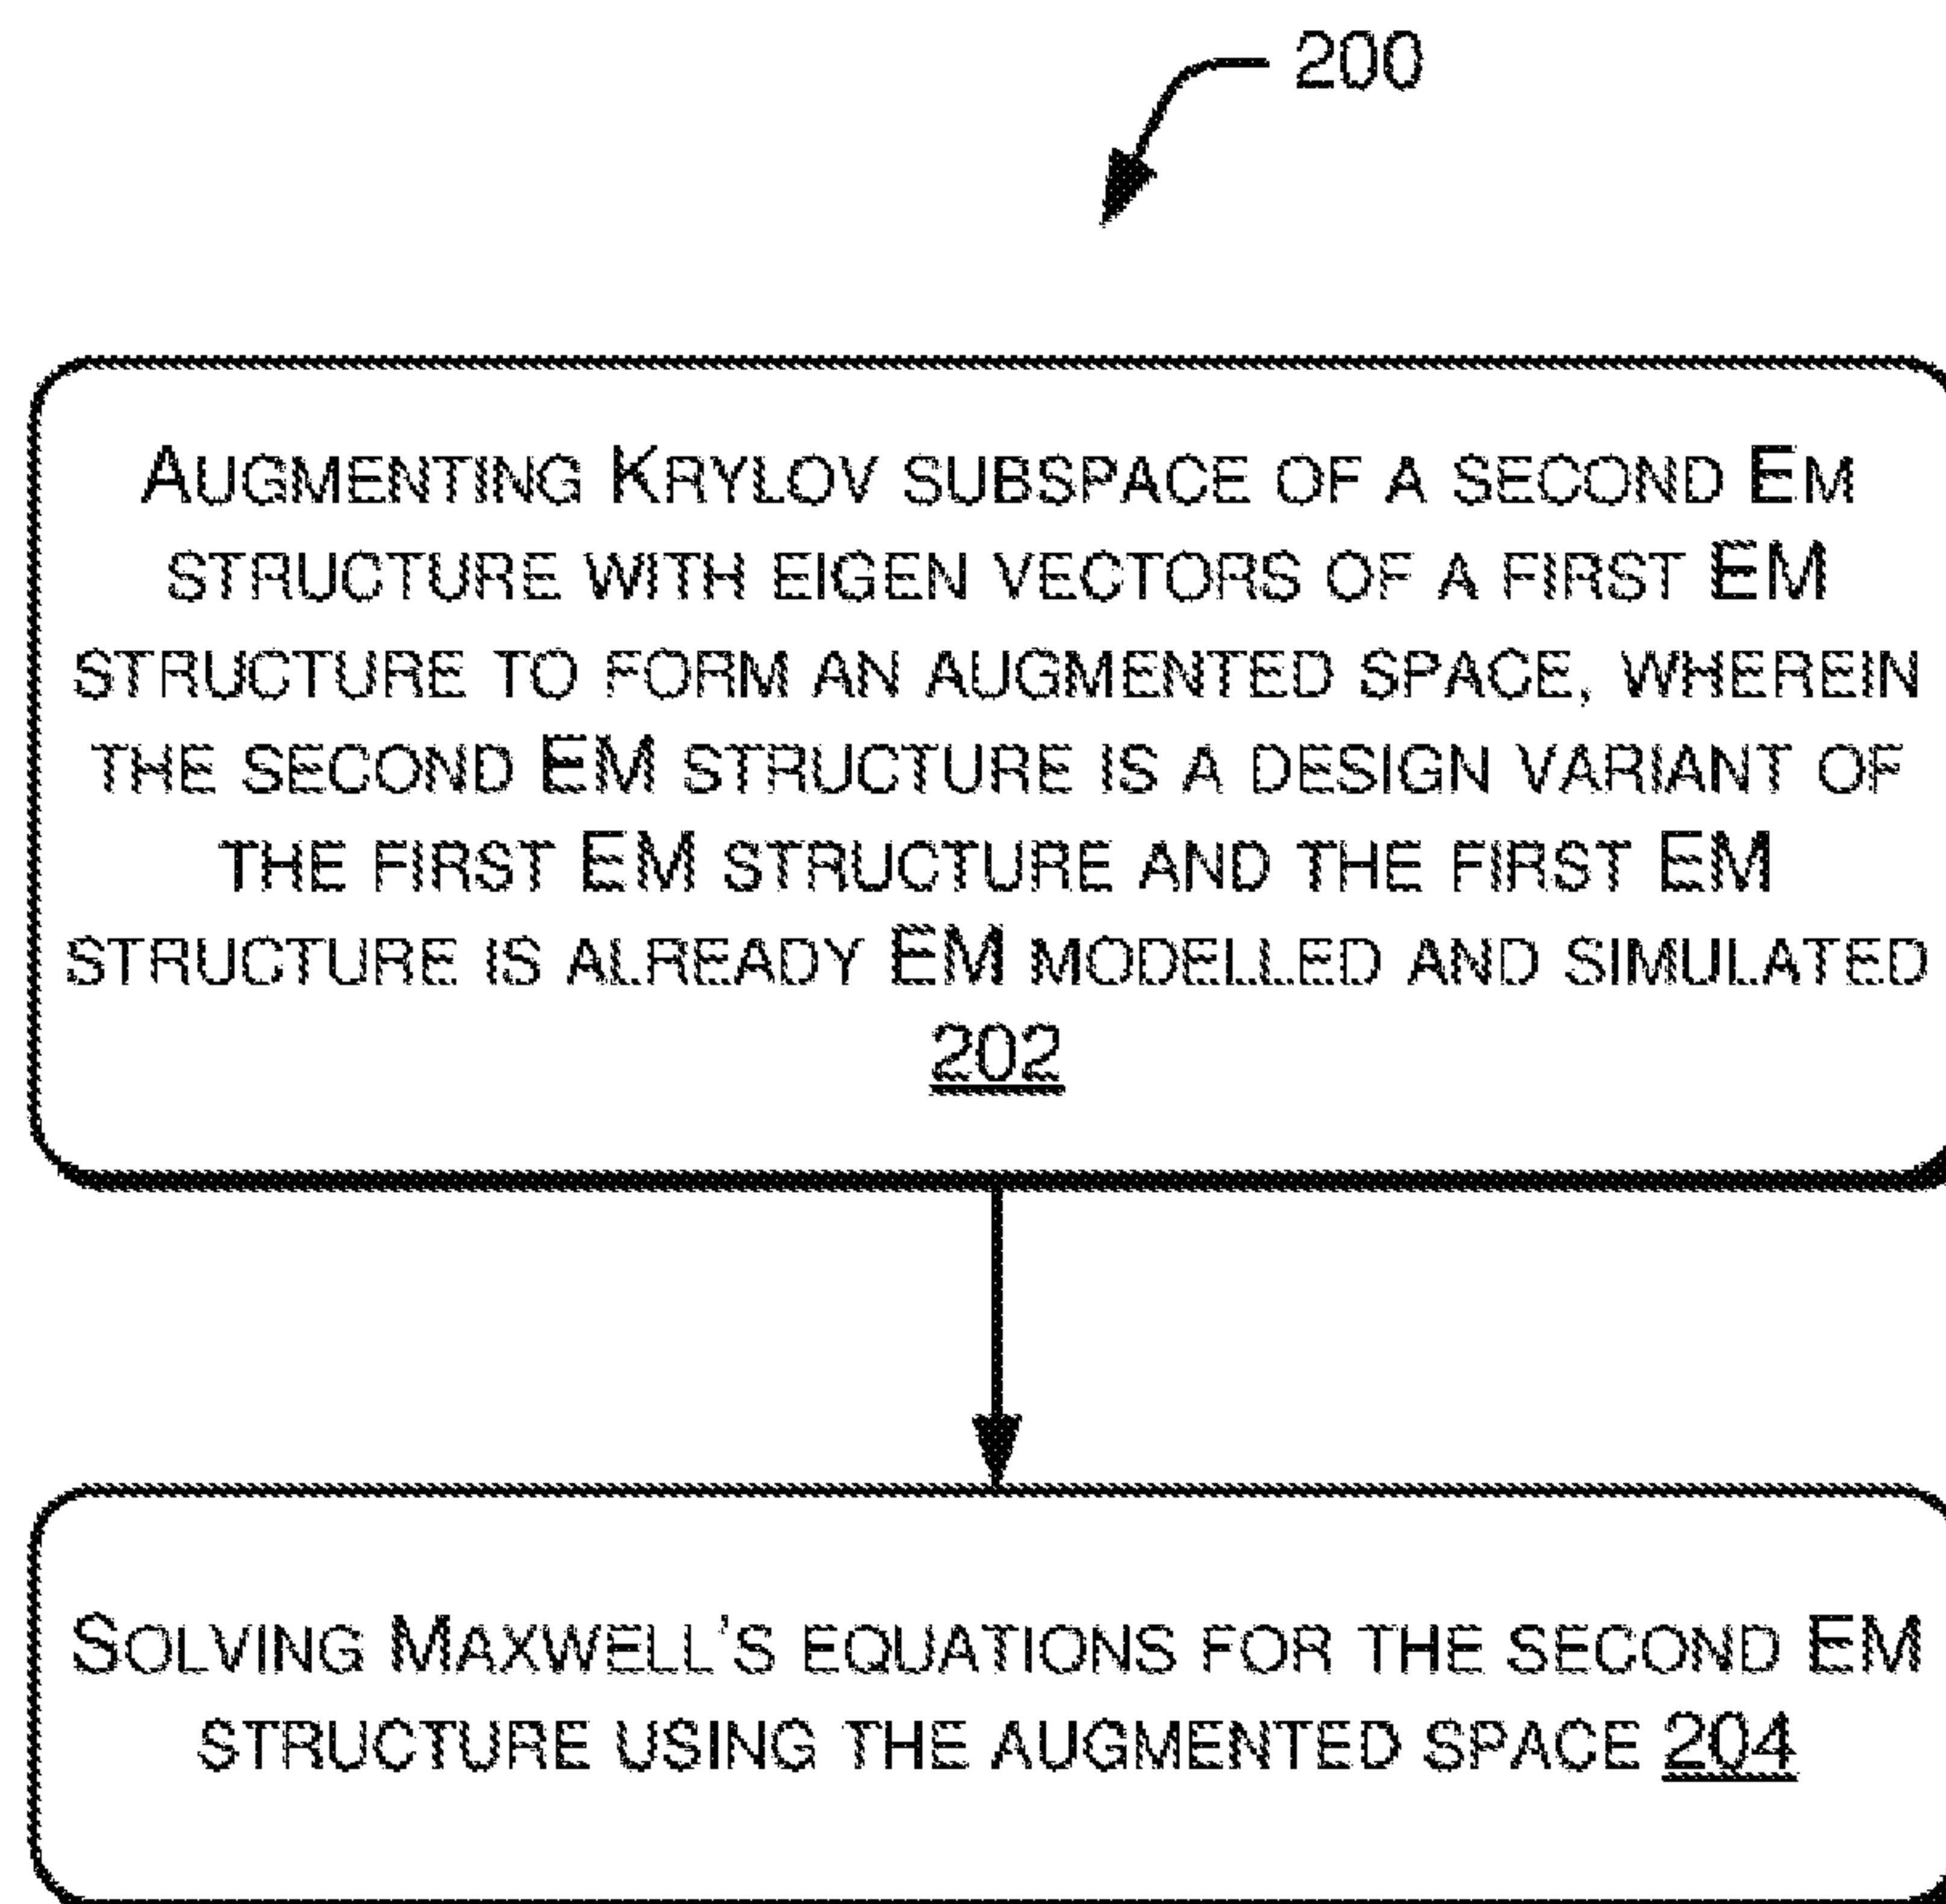 200
AUGMENTING KRYLOV SUBSPACE OF A SECOND EM
STRUCTURE WITH EIGEN VECTORS OF A FIRST EM
STRUCTURE TO FORM AN AUGMENTED SPACE, WHEREIN
THE SECOND EM STRUCTURE IS A DESIGN VARIANT OF
THE FIRST EM STRUCTURE AND THE FIRST EM
STRUCTURE IS ALREADY EM MODELLED AND SIMULATED
202
SOLVING MAXWELL'S EQUATIONS FOR THE SECOND EM
STRUCTURE USING THE AUGMENTED SPACE 204